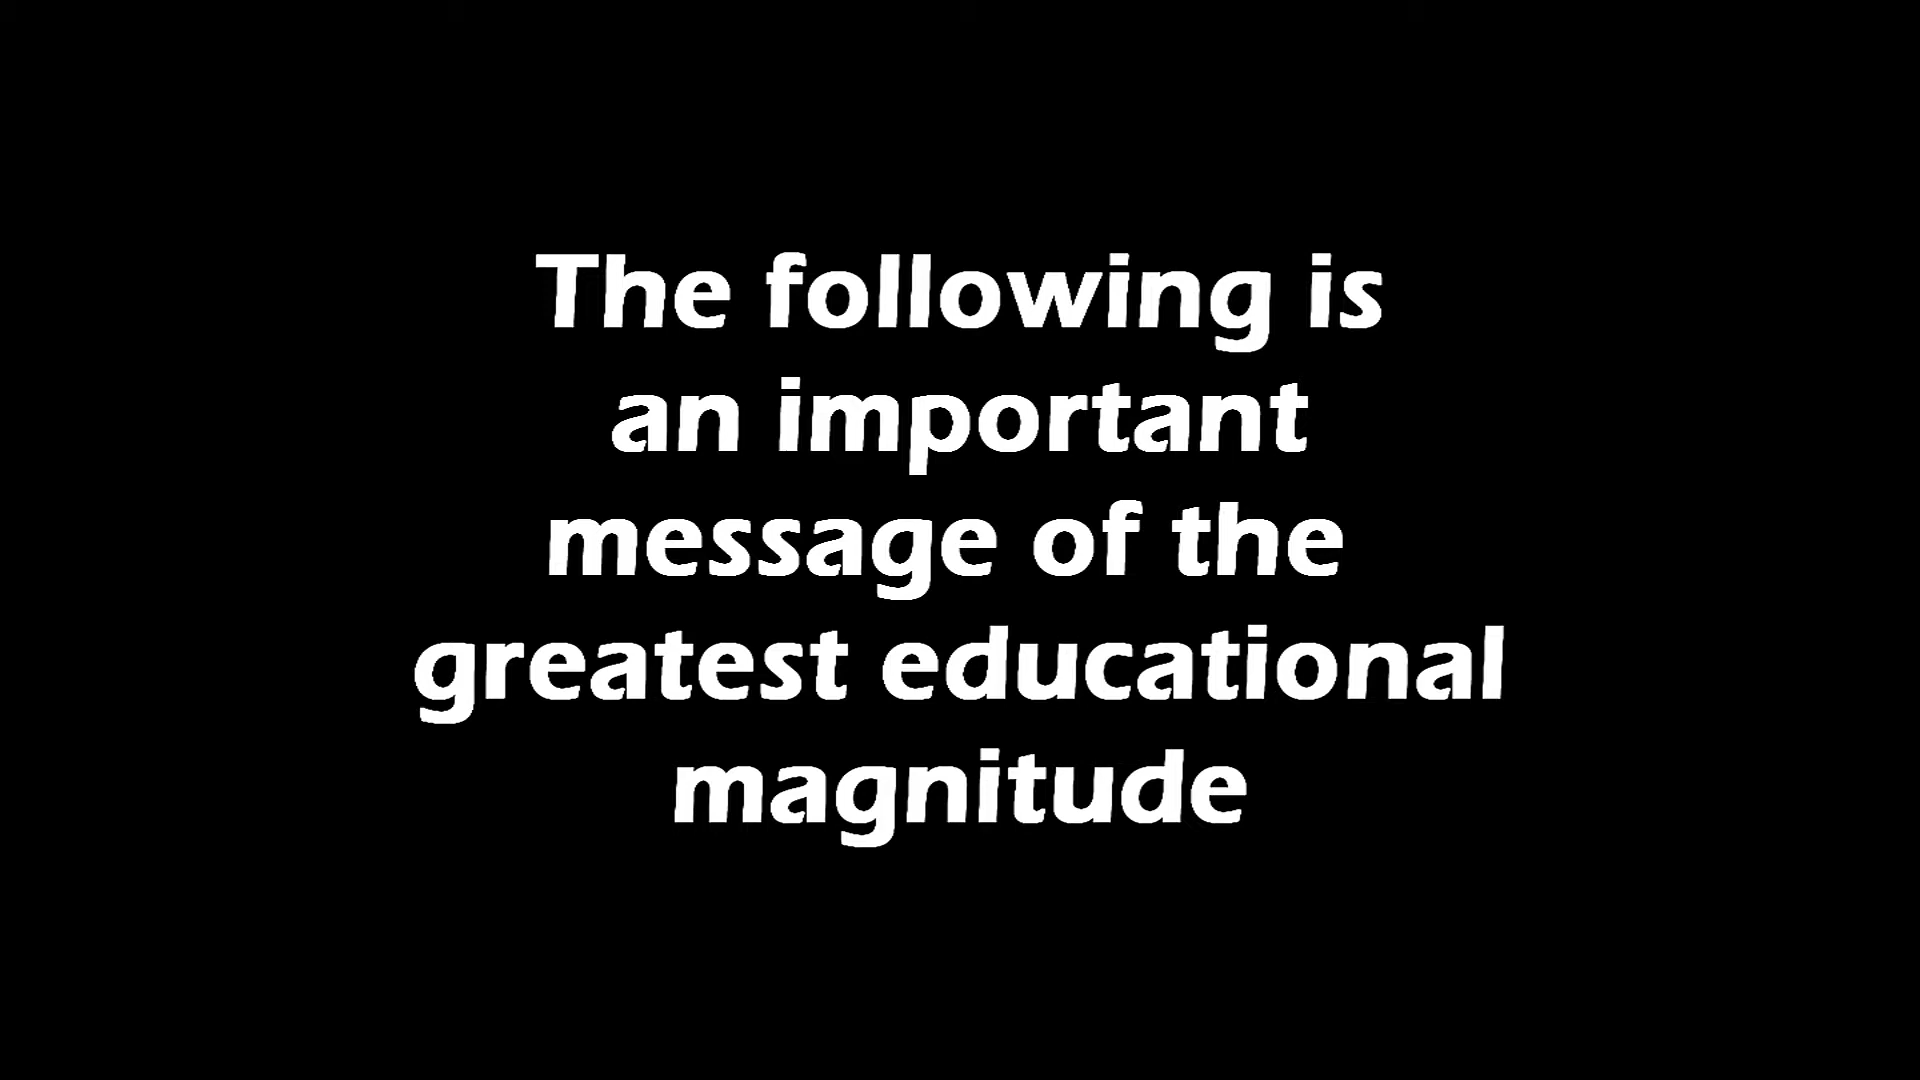 The following is
an important
message of the
greatest educational
magnitude